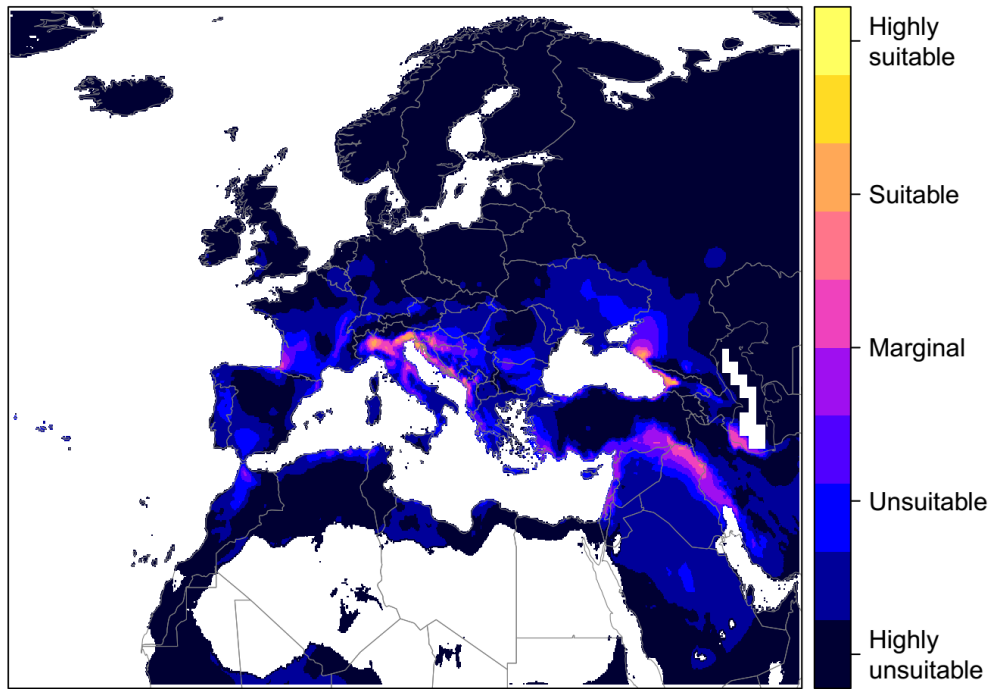 Highly
suitable
Suitable
Marginal
Unsuitable
Highly
unsuitable